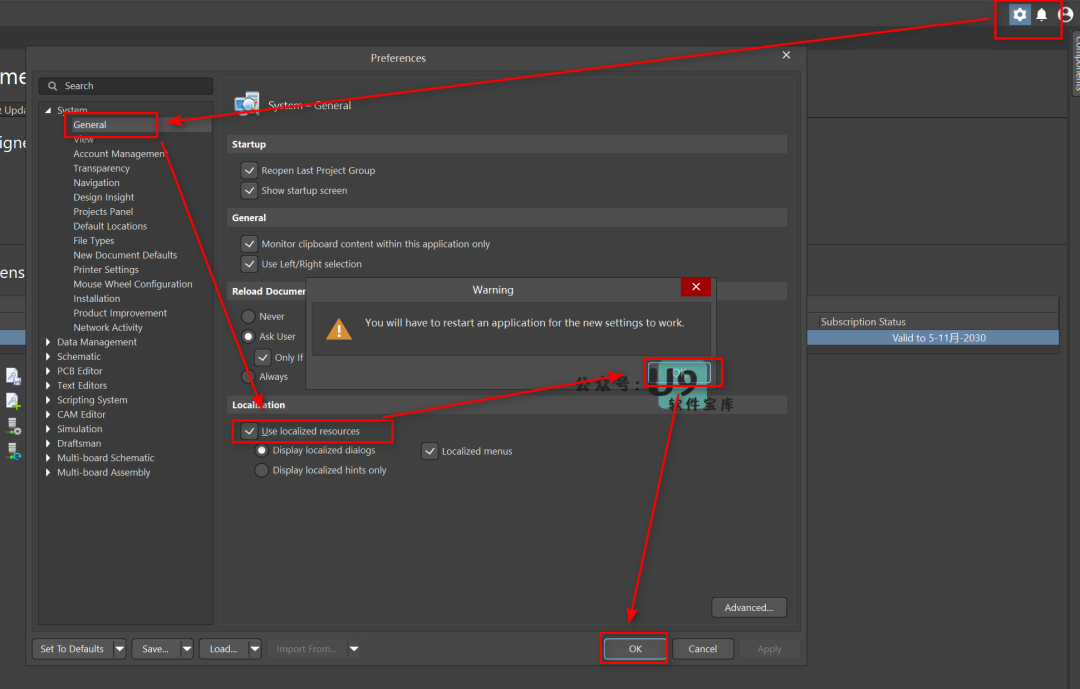 Preferences
Components
me
t Upda
igne
ens
Search
System
General
View
Account Management
Transparency
Navigation
Design Insight
Projects Panel
Default Locations
File Types
New Document Defaults
Printer Settings
Mouse Wheel Configuration
Installation
Product Improvement
Network Activity
Data Management
Schematic
PCB Editor
Text Editors
Scripting System
CAM Editor
Simulation
Draftsman
Multi-board Schematic
Multi-board Assembly
System – General
Startup
Reopen Last Project Group
Show startup screen
General
Monitor clipboard content within this application only
Use Left/Right selection
Reload Documen
Never
Ask User
Only If
Always
Warning
You will have to restart an application for the new settings to work.
OK
公众号:U9
软件宝库
Localization
Use localized resources
Display localized dialogs
Localized menus
Display localized hints only
Subscription Status
Valid to 5-11月-2030
Advanced...
Set To Defaults
Save...
Load...
Import From...
OK
Cancel
Apply